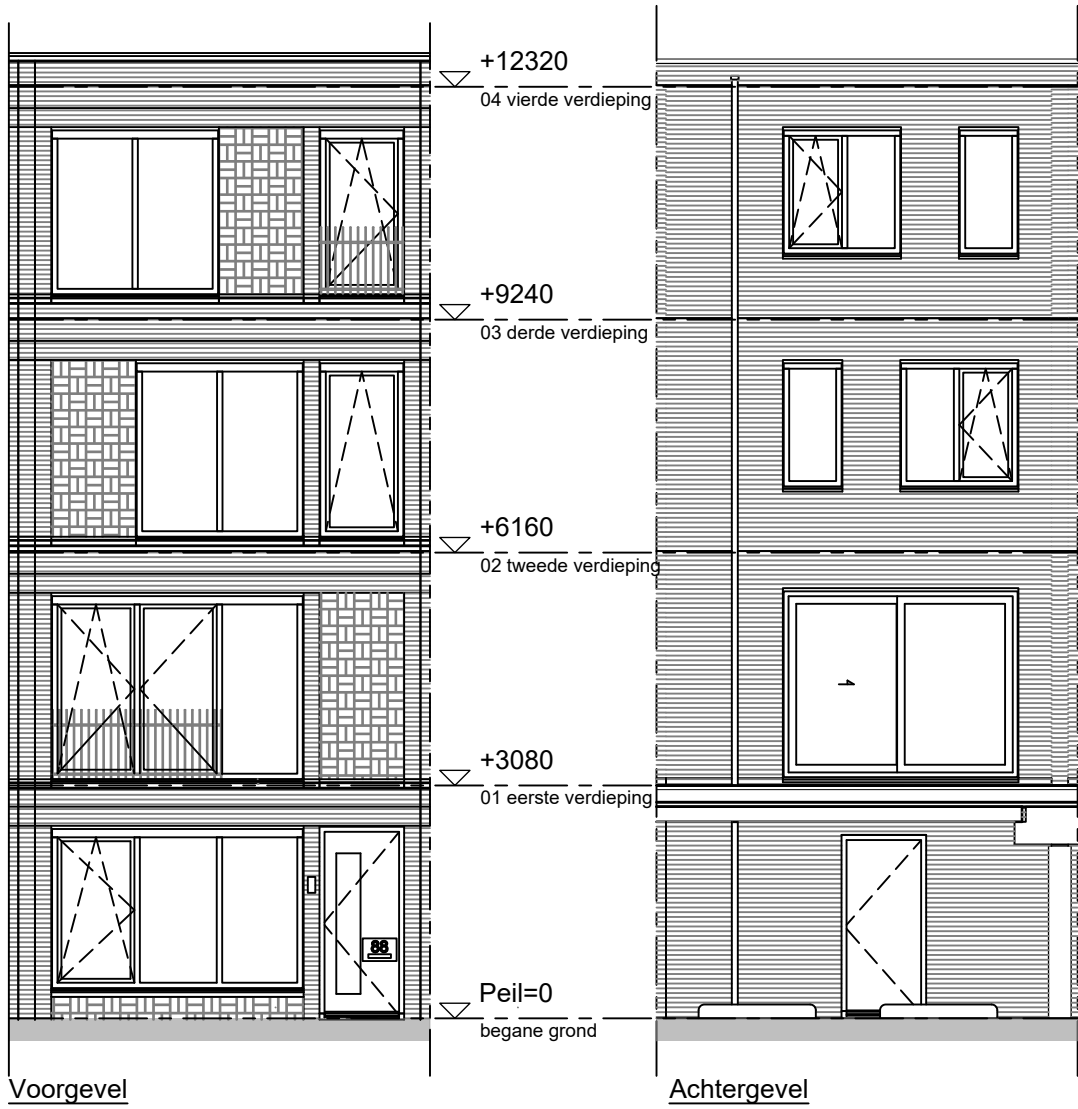 +12320
04 vierde verdieping
+9240
03 derde verdieping
+6160
02 tweede verdieping
+3080
01 eerste verdieping
88
Peil=0
begane grond
Voorgevel
Achtergevel